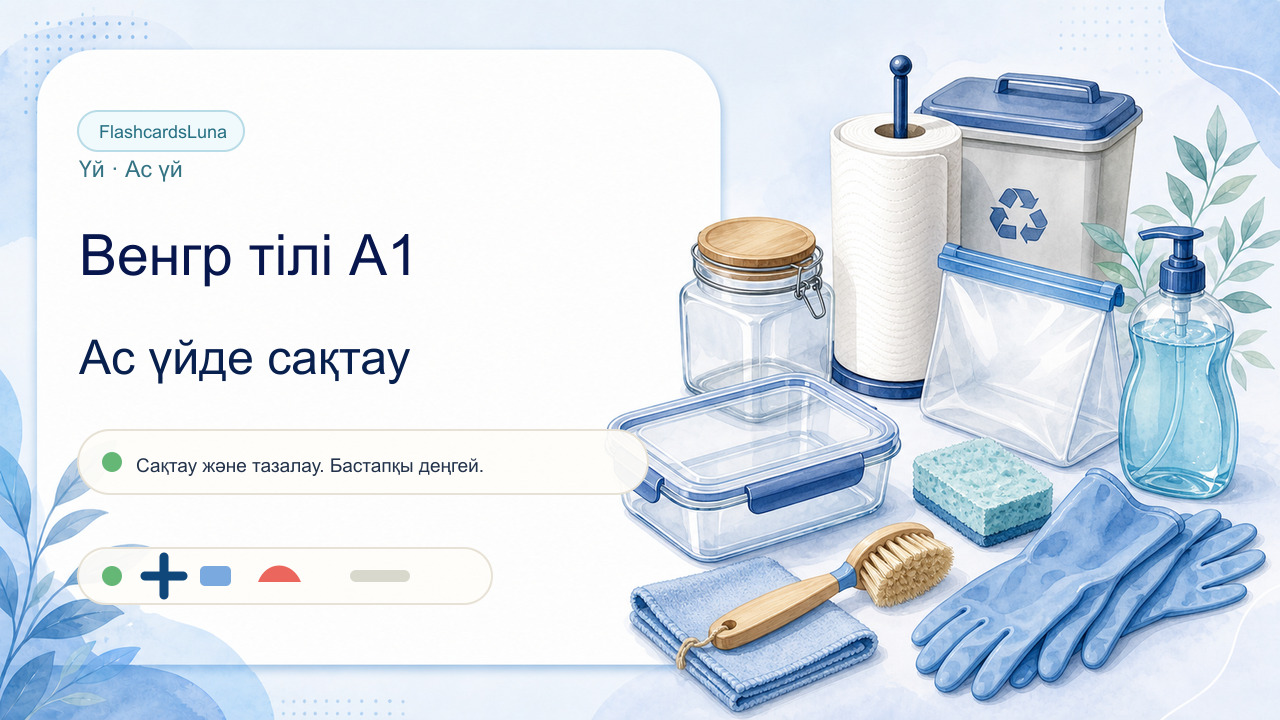 FlashcardsLuna
Үй · Ас үй
Венгр тілі A1
Ас үйде сақтау
Сақтау және тазалау. Бастапқы деңгей.